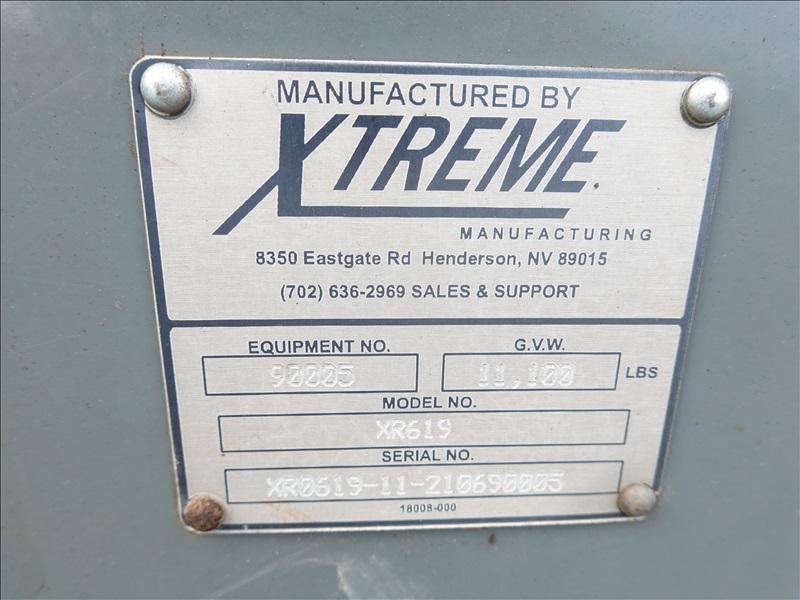 MANUFACTURED BY
XTREME
MANUFACTURING
8350 Eastgate Rd Henderson, NV 89015
(702) 636-2969 SALES & SUPPORT
EQUIPMENT NO. G.V.W.
90005 11,100 LBS
MODEL NO.
XR619
SERIAL NO.
XR0619-11-210690005
18008-000